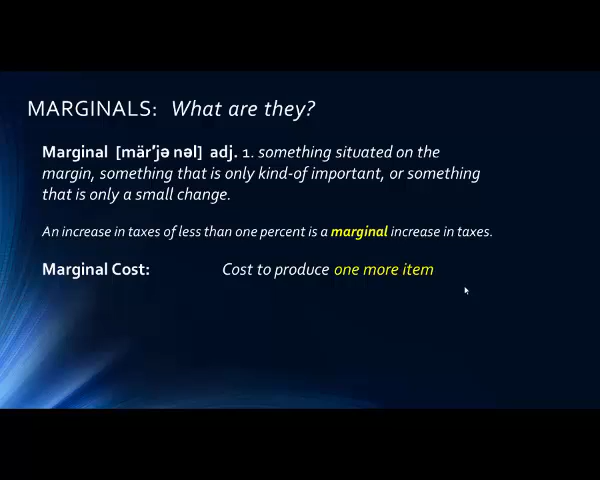 MARGINALS: What are they?
Marginal [mär′jə nəl] adj. 1. something situated on the
margin, something that is only kind-of important, or something
that is only a small change.
An increase in taxes of less than one percent is a marginal increase in taxes.
Marginal Cost: Cost to produce one more item